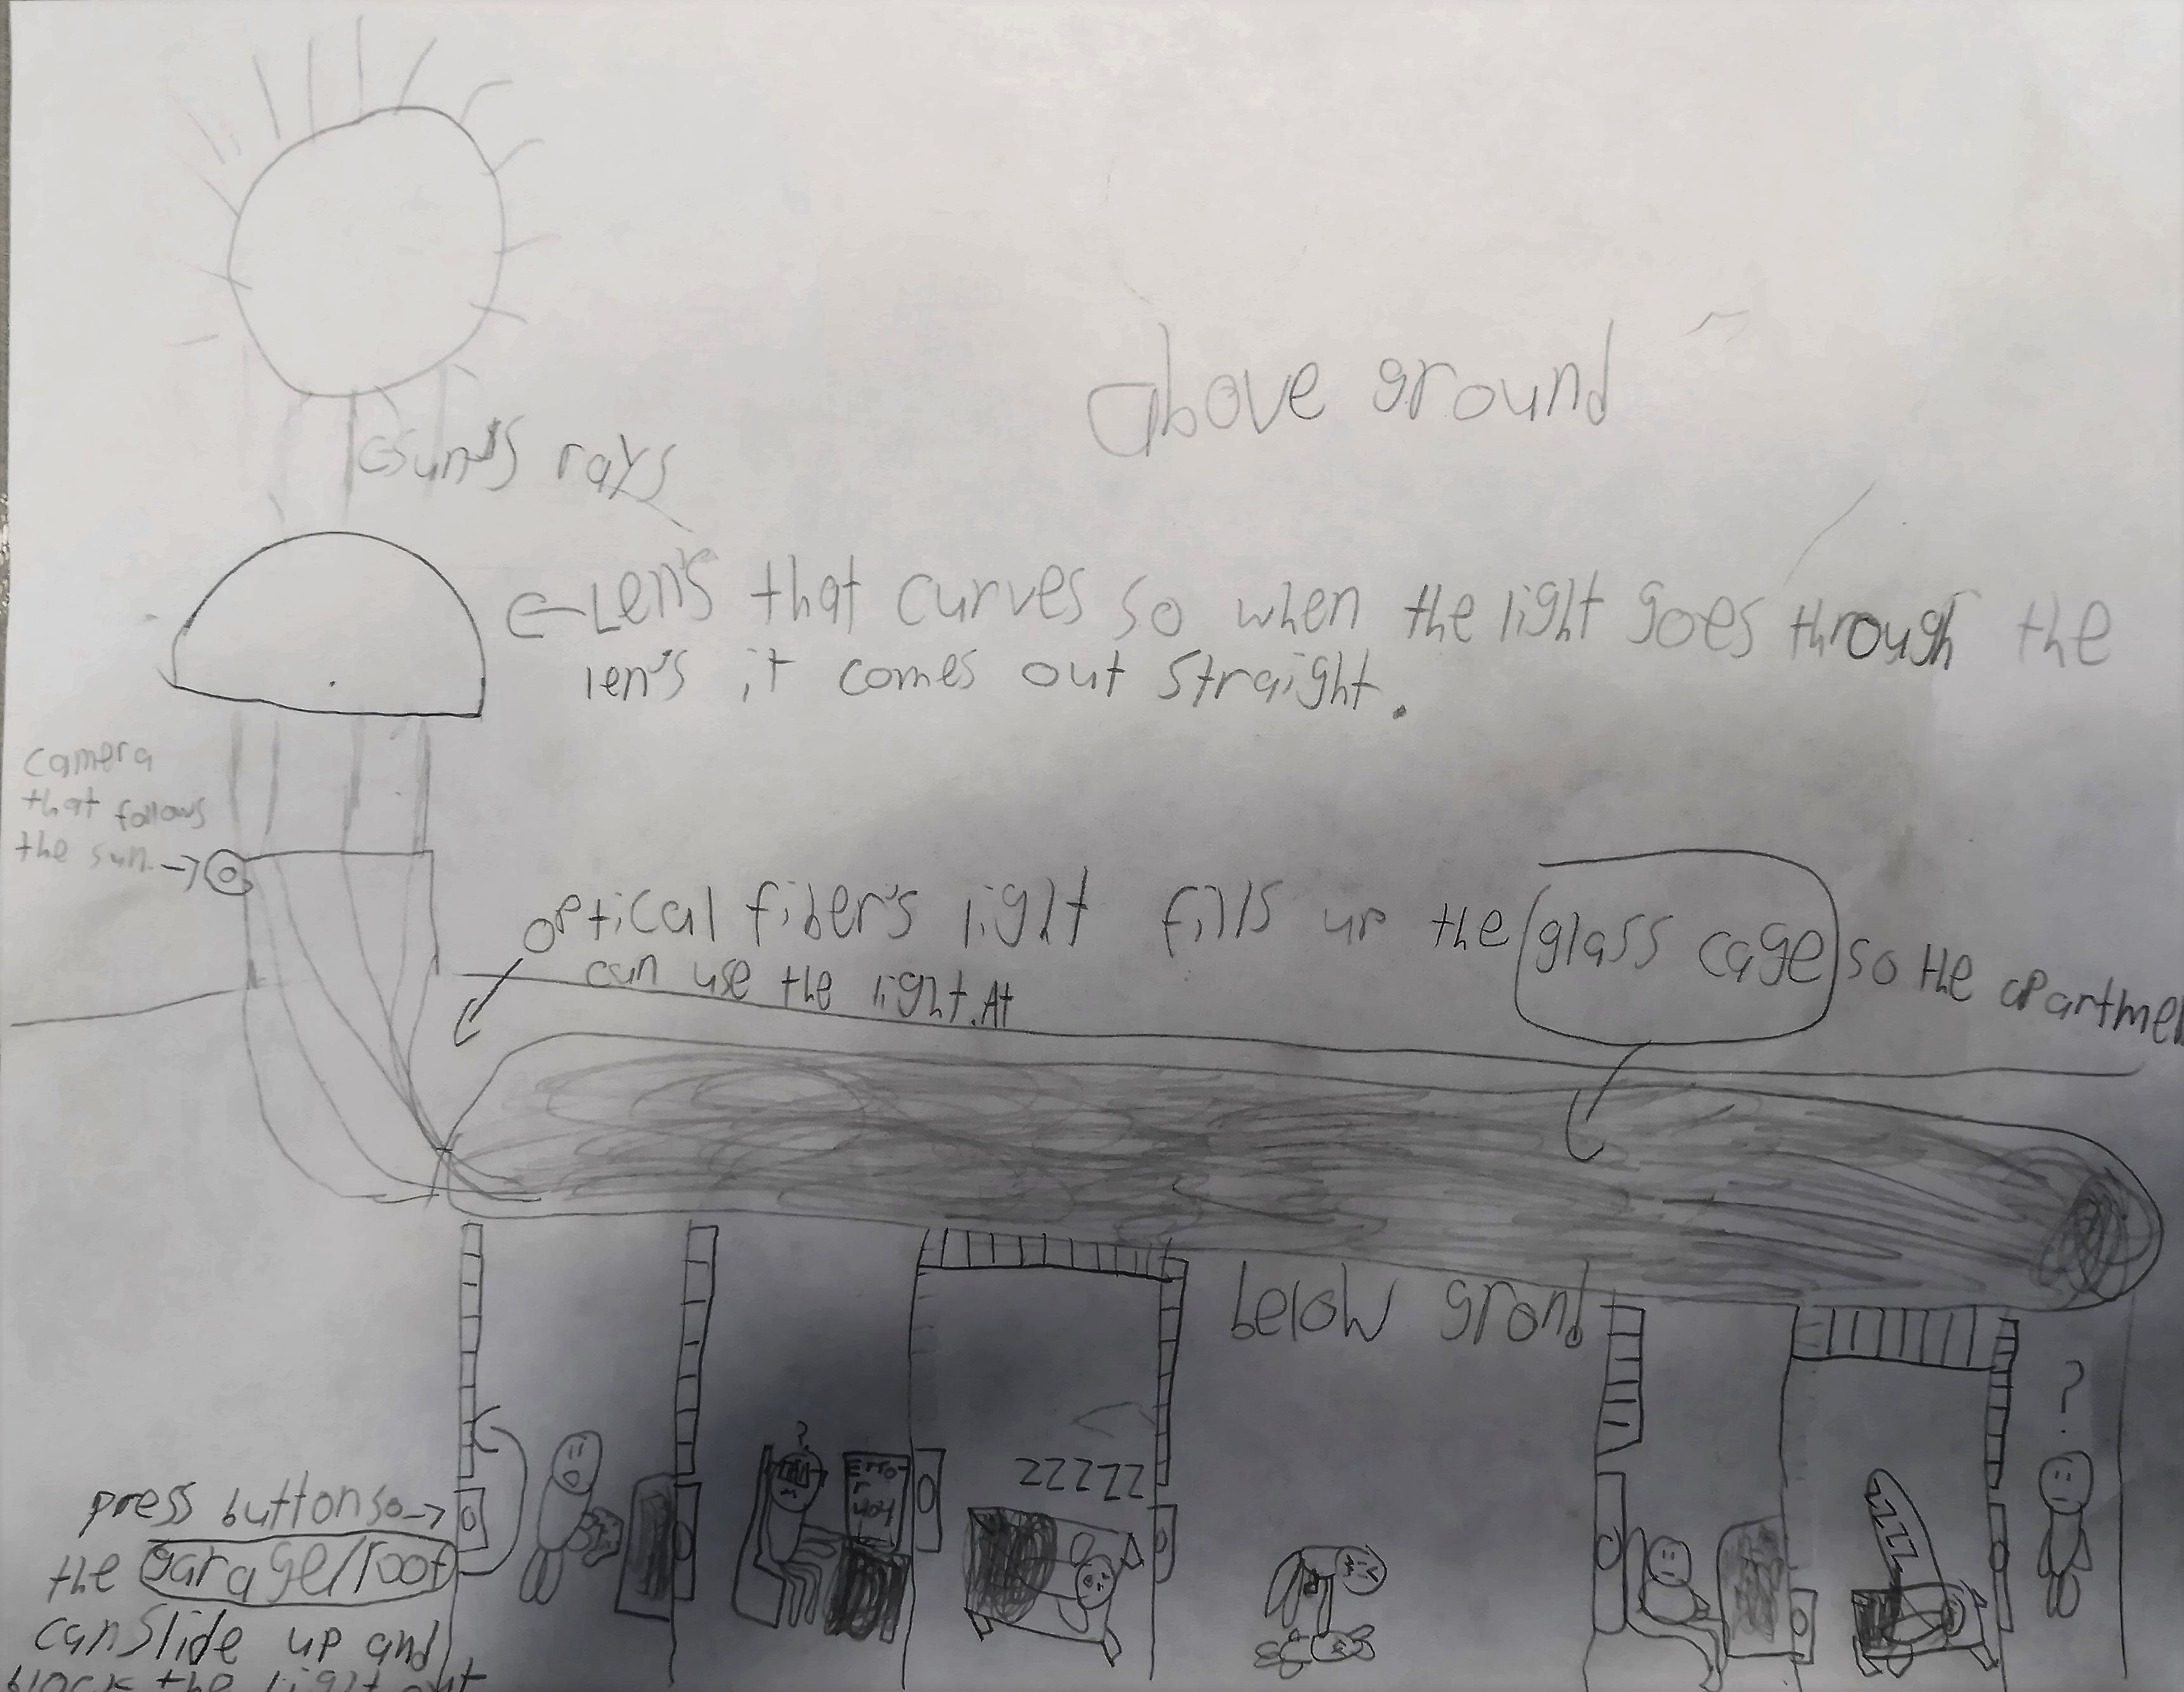 sun's rays
above ground
Len's that curves so when the light goes through the
len's it comes out straight.
camera
that follows
the sun.
optical fiber's light fills up the glass cage so the apartme
can use the light. At
below grond
?
Erro-
r
404
zzzzz
?
zzz
press button so
the garage/roof
can slide up and
block the light out